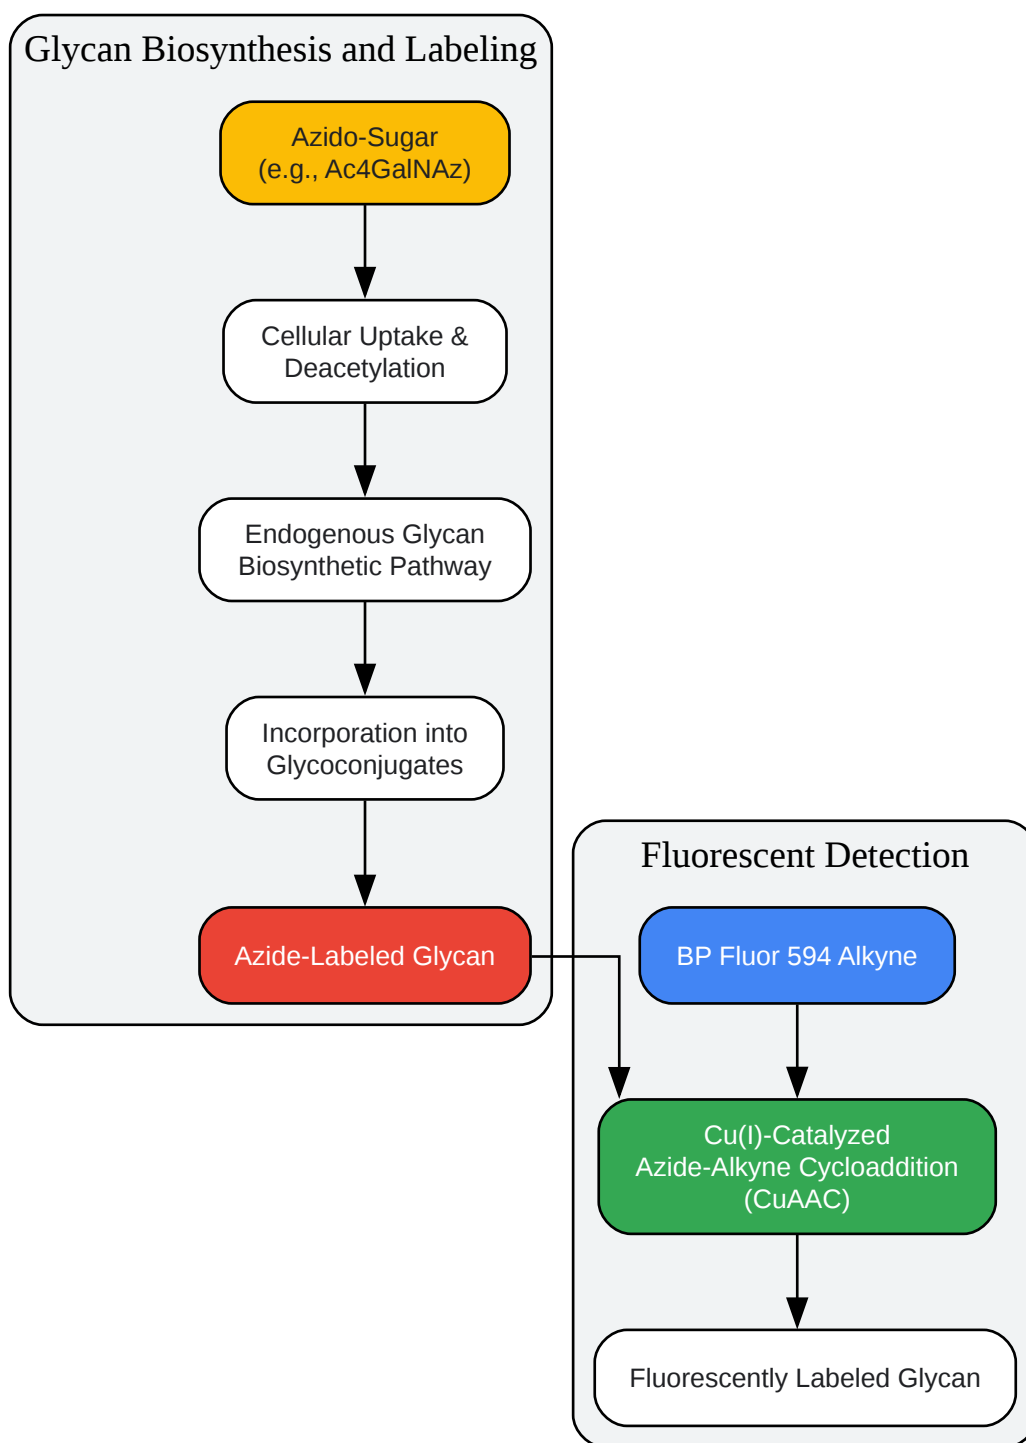 Glycan Biosynthesis and Labeling
Azido-Sugar
(e.g., Ac4GalNAz)
Cellular Uptake &
Deacetylation
Endogenous Glycan
Biosynthetic Pathway
Incorporation into
Glycoconjugates
Azide-Labeled Glycan
Fluorescent Detection
BP Fluor 594 Alkyne
Cu(I)-Catalyzed
Azide-Alkyne Cycloaddition
(CuAAC)
Fluorescently Labeled Glycan